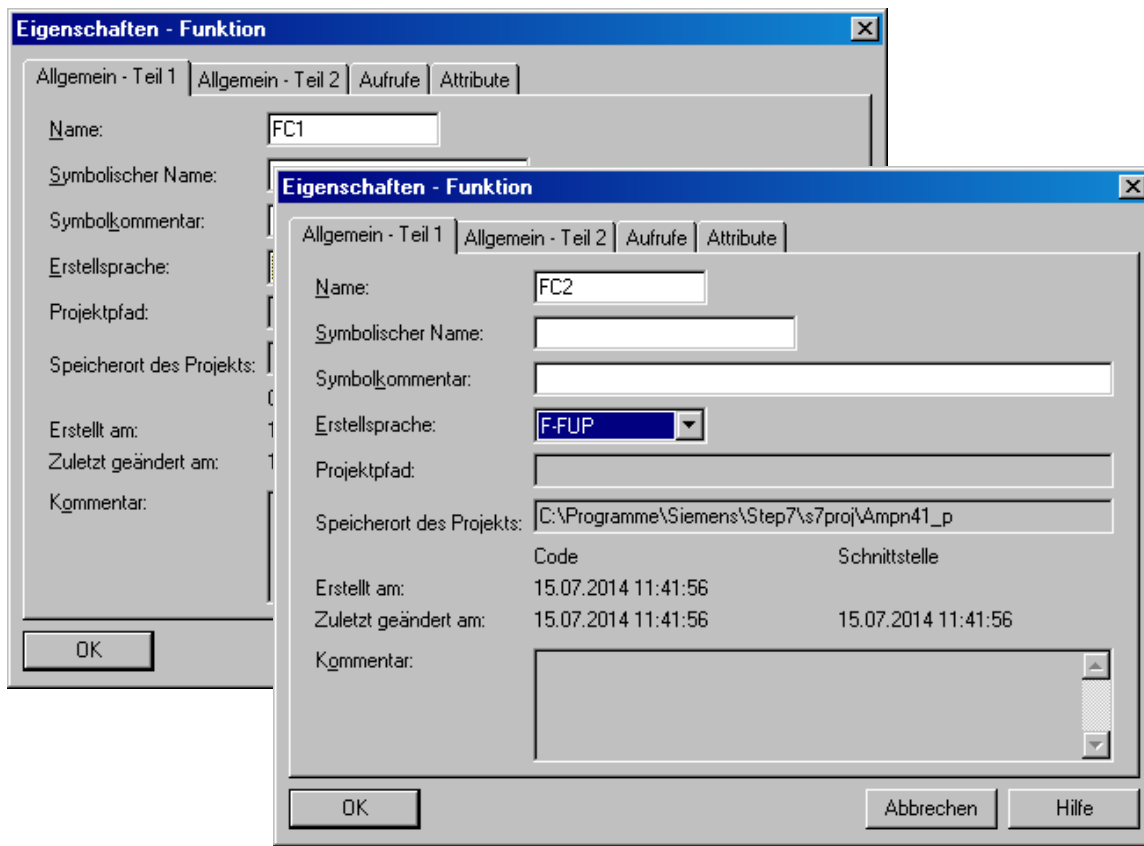 Eigenschaften - Funktion
Allgemein - Teil 1 Allgemein - Teil 2 Aufrufe Attribute
Name: FC1
Symbolischer Name:
Symbolkommentar:
Erstellsprache:
Projektpfad:
Speicherort des Projekts:
Erstellt am:
Zuletzt geändert am:
Kommentar:
OK
Eigenschaften - Funktion
Allgemein - Teil 1 Allgemein - Teil 2 Aufrufe Attribute
Name: FC2
Symbolischer Name:
Symbolkommentar:
Erstellsprache: F-FUP
Projektpfad:
Speicherort des Projekts: C:\Programme\Siemens\Step7\s7proj\Ampn41_p
Code Schnittstelle
Erstellt am: 15.07.2014 11:41:56
Zuletzt geändert am: 15.07.2014 11:41:56 15.07.2014 11:41:56
Kommentar:
OK Abbrechen Hilfe